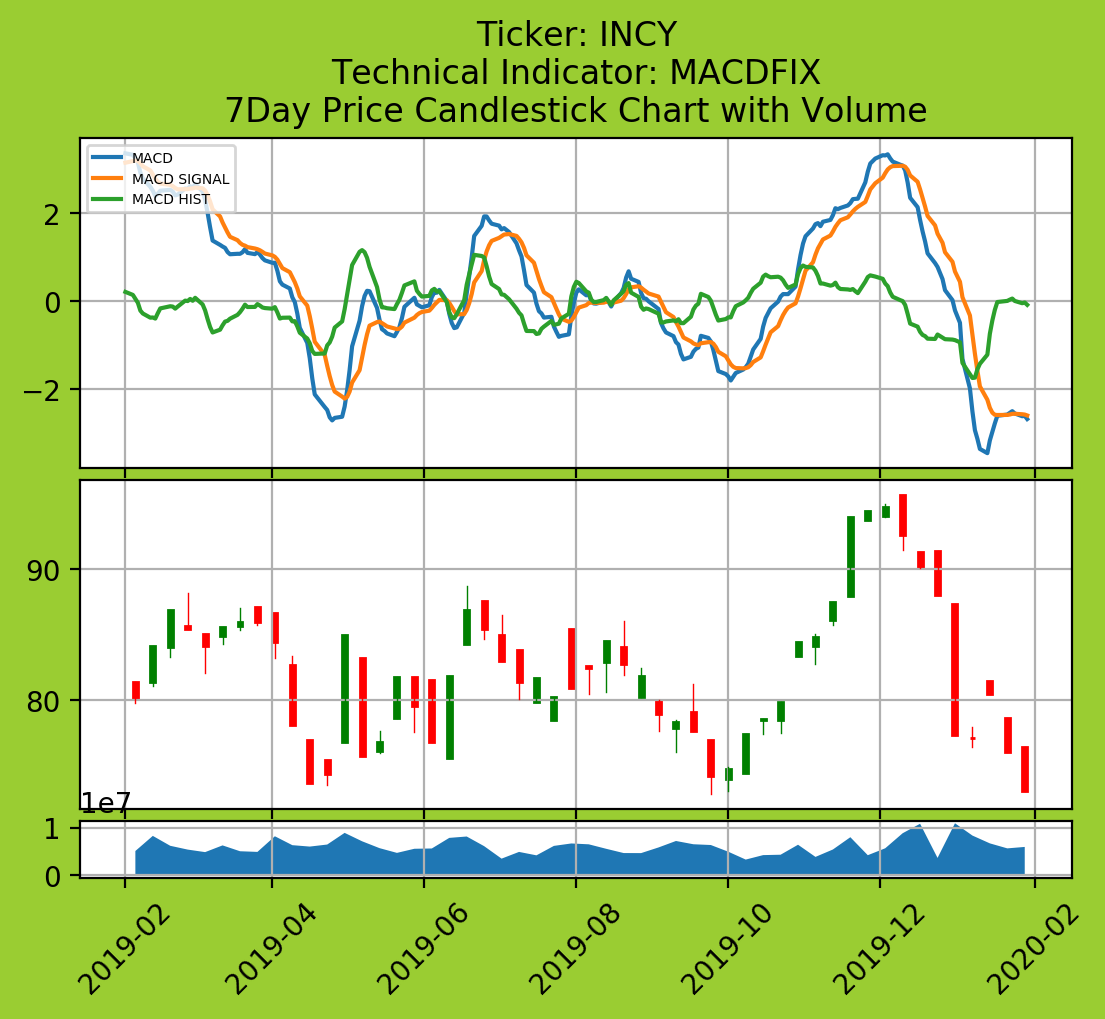 Ticker: INCY
Technical Indicator: MACDFIX
7Day Price Candlestick Chart with Volume
MACD
MACD SIGNAL
MACD HIST
2
0
−2
90
80
1e7
1
0
2019-02
2019-04
2019-06
2019-08
2019-10
2019-12
2020-02